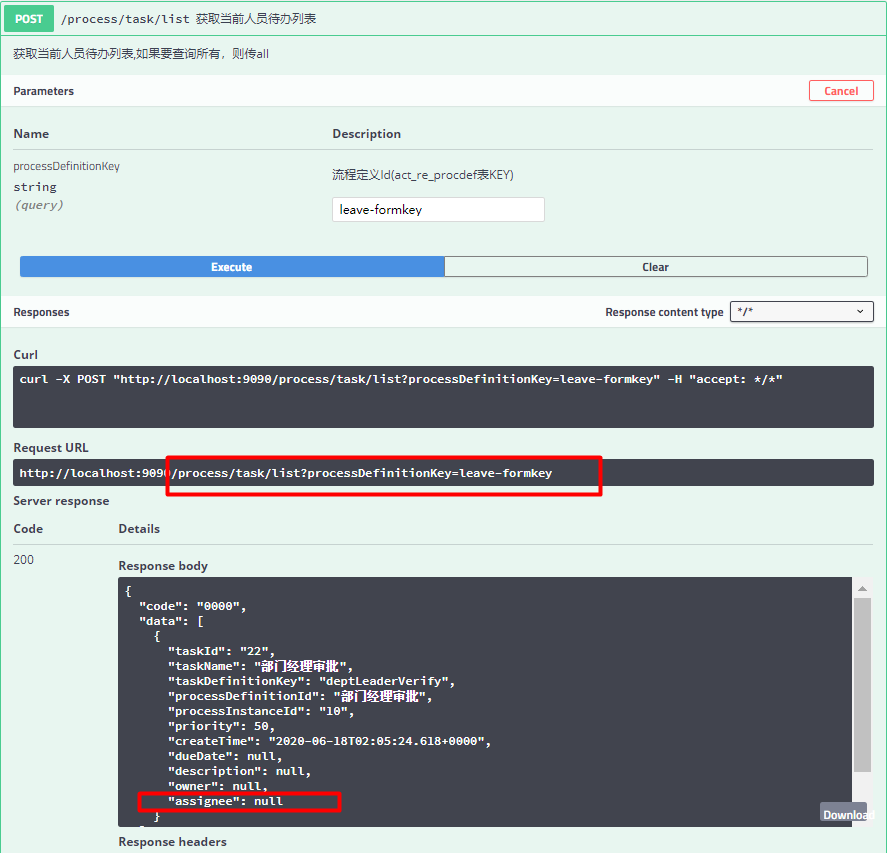 POST /process/task/list 获取当前人员待办列表
获取当前人员待办列表,如果要查询所有，则传all
Parameters
Cancel
Name Description
processDefinitionKey
string
(query)
流程定义Id(act_re_procdef表KEY)
leave-formkey
Execute Clear
Responses Response content type */*
Curl
curl -X POST "http://localhost:9090/process/task/list?processDefinitionKey=leave-formkey" -H "accept: */*"
Request URL
http://localhost:9090/process/task/list?processDefinitionKey=leave-formkey
Server response
Code Details
200
Response body
{
"code": "0000",
"data": [
{
"taskId": "22",
"taskName": "部门经理审批",
"taskDefinitionKey": "deptLeaderVerify",
"processDefinitionId": "部门经理审批",
"processInstanceId": "10",
"priority": 50,
"createTime": "2020-06-18T02:05:24.618+0000",
"dueDate": null,
"description": null,
"owner": null,
"assignee": null
}
Download
Response headers